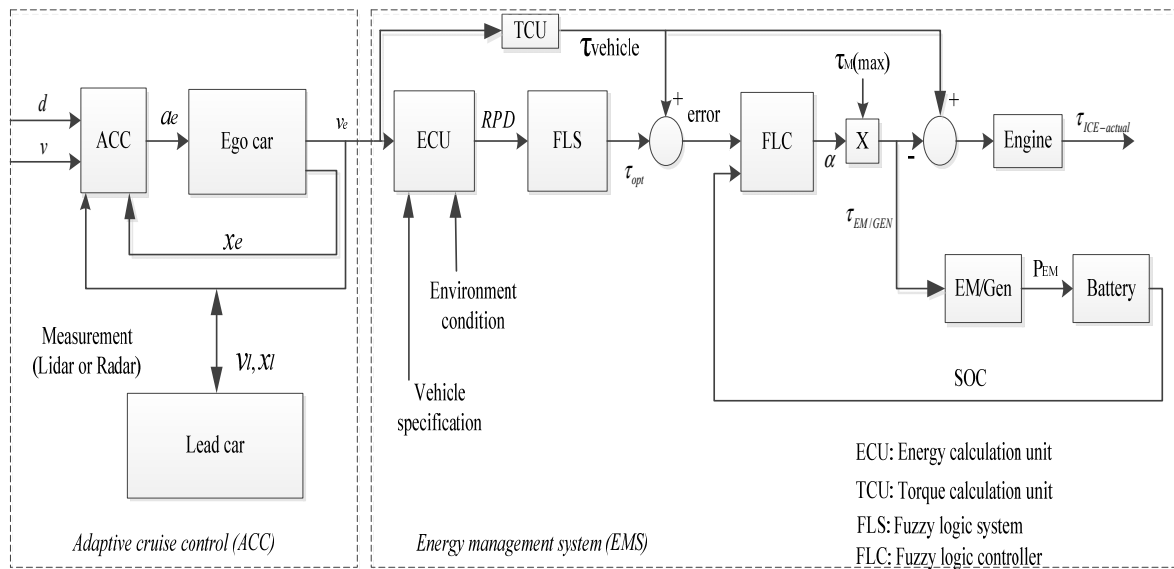 TCU
τvehicle
τM(max)
d
v
ACC
ae
Ego car
ve
ECU
RPD
FLS
τopt
+
error
FLC
α
X
+
-
Engine
τICE-actual
xe
τEM/GEN
EM/Gen
PEM
Battery
Environment
condition
Measurement
(Lidar or Radar)
vl,xl
Vehicle
specification
SOC
Lead car
ECU: Energy calculation unit
TCU: Torque calculation unit
FLS: Fuzzy logic system
FLC: Fuzzy logic controller
Adaptive cruise control (ACC)
Energy management system (EMS)